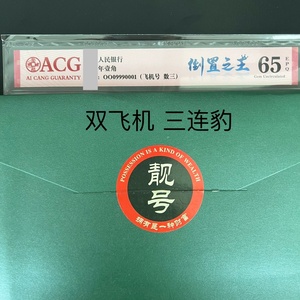 ACG
AI CANG GUARANTY
人民银行
年壹角
OO09990001 (飞机号 数三)
倒置之王
65 EPQ
双飞机 三连豹
POSSESSION IS A KIND OF WEALTH
靓号
拥有是一种财富